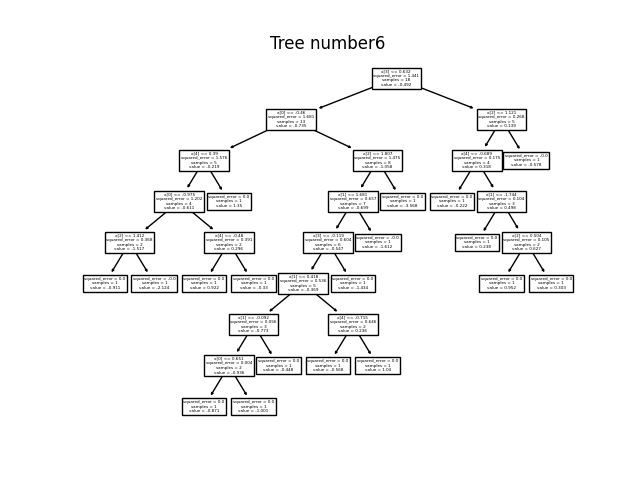 Tree number6
x[3] <= 0.632
squared_error = 1.441
samples = 18
value = -0.492
x[0] <= -0.46
squared_error = 1.681
samples = 13
value = -0.735
x[2] <= 1.121
squared_error = 0.268
samples = 5
value = 0.139
x[4] <= 0.39
squared_error = 1.576
samples = 5
value = -0.219
x[2] <= 1.807
squared_error = 1.475
samples = 8
value = -1.058
x[4] <= -0.689
squared_error = 0.175
samples = 4
value = 0.318
squared_error = -0.0
samples = 1
value = -0.578
x[0] <= -0.975
squared_error = 1.202
samples = 4
value = -0.611
squared_error = 0.0
samples = 1
value = 1.35
x[1] <= 1.681
squared_error = 0.657
samples = 7
value = -0.699
squared_error = 0.0
samples = 1
value = -3.568
squared_error = 0.0
samples = 1
value = -0.222
x[1] <= -1.744
squared_error = 0.104
samples = 3
value = 0.498
x[2] <= 1.412
squared_error = 0.368
samples = 2
value = -1.517
x[4] <= -0.48
squared_error = 0.391
samples = 2
value = 0.296
x[3] <= -0.119
squared_error = 0.604
samples = 6
value = -0.547
squared_error = -0.0
samples = 1
value = -1.612
squared_error = 0.0
samples = 1
value = 0.238
x[2] <= 0.504
squared_error = 0.105
samples = 2
value = 0.627
squared_error = 0.0
samples = 1
value = -0.911
squared_error = -0.0
samples = 1
value = -2.124
squared_error = 0.0
samples = 1
value = 0.922
squared_error = 0.0
samples = 1
value = -0.33
x[1] <= 0.416
squared_error = 0.536
samples = 5
value = -0.369
squared_error = 0.0
samples = 1
value = -1.434
squared_error = 0.0
samples = 1
value = 0.952
squared_error = 0.0
samples = 1
value = 0.303
x[1] <= -0.092
squared_error = 0.056
samples = 3
value = -0.773
x[4] <= -0.715
squared_error = 0.646
samples = 2
value = 0.236
x[0] <= 0.651
squared_error = 0.004
samples = 2
value = -0.936
squared_error = 0.0
samples = 1
value = -0.448
squared_error = 0.0
samples = 1
value = -0.568
squared_error = 0.0
samples = 1
value = 1.04
squared_error = 0.0
samples = 1
value = -0.871
squared_error = 0.0
samples = 1
value = -1.001